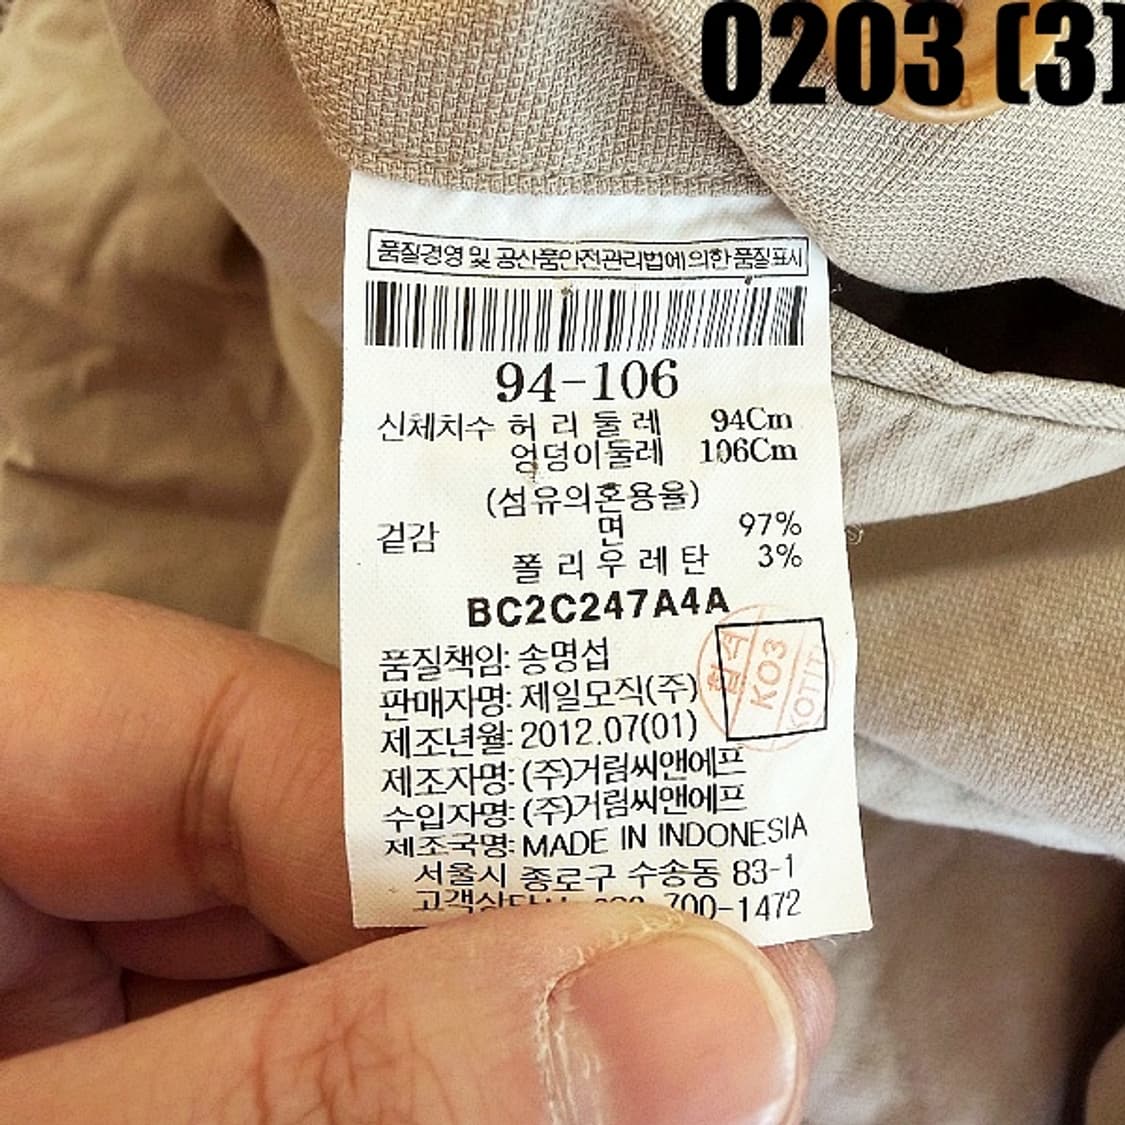 0203 (3)
품질경영 및 공산품안전관리법에의한품질표시
94-106
신체치수 허 리 둘 레 94Cm
엉덩이둘레 106Cm
(섬유의혼용율)
겉감 면 97%
폴 리 우 레 탄 3%
BC2C247A4A
품질책임: 송명섭
합격
KO3
KOTITI
판매자명: 제일모직(주)
제조년월: 2012.07(01)
제조자명: (주)거림씨앤에프
수입자명: (주)거림씨앤에프
제조국명: MADE IN INDONESIA
서울시 종로구 수송동 83-1
700-1472